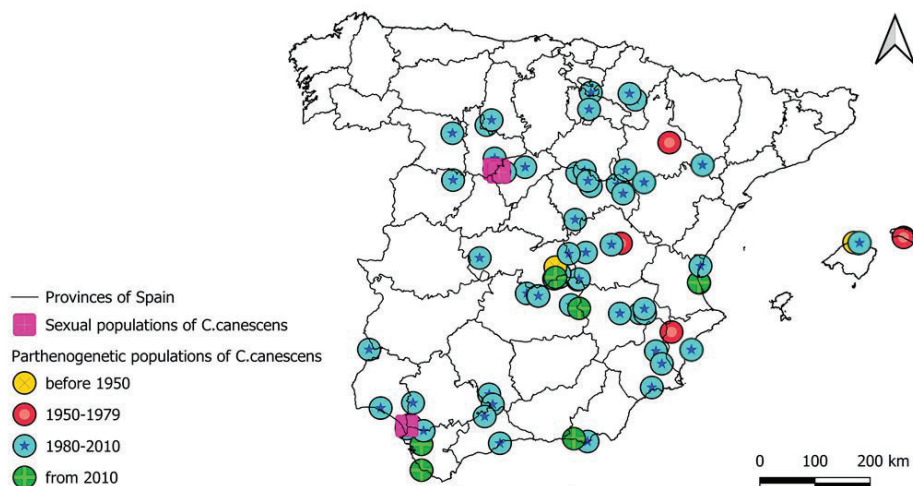 Provinces of Spain
Sexual populations of C.canescens
Parthenogenetic populations of C.canescens
before 1950
1950-1979
1980-2010
from 2010
0 100 200 km